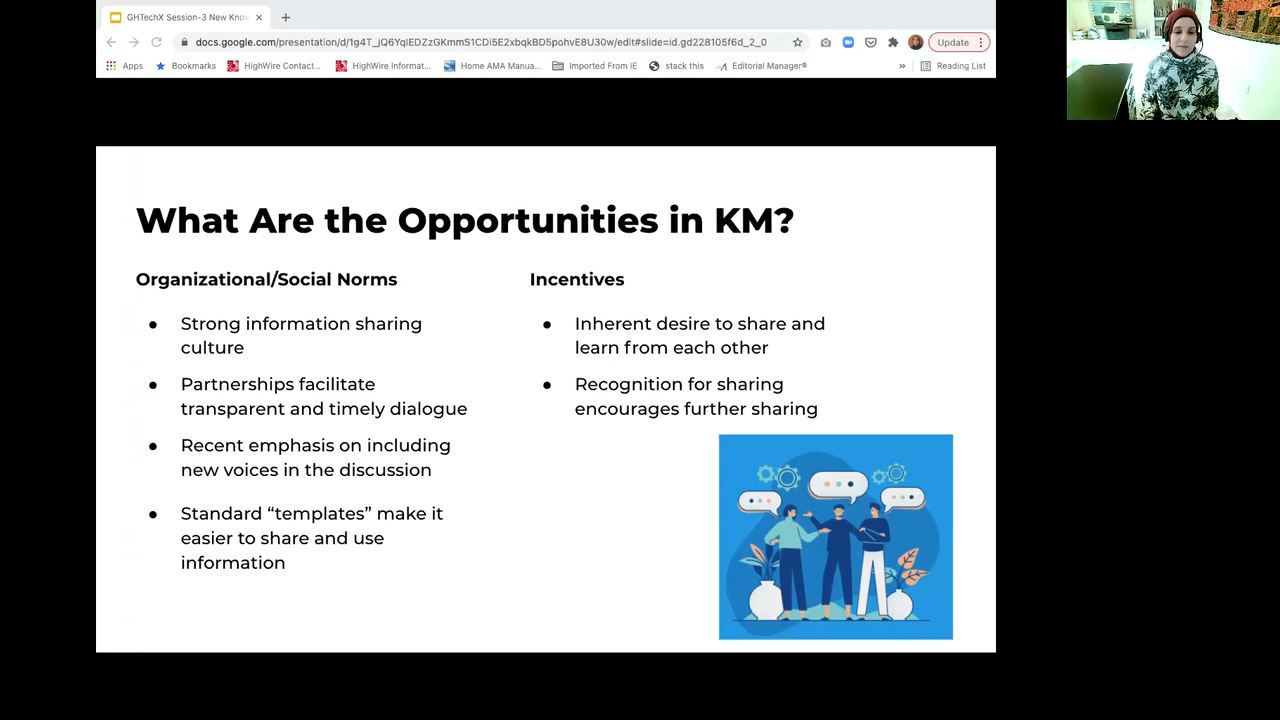 GHTechX Session-3 New Know
docs.google.com/presentation/d/1g4T_jQ6YqlEDZzGKmmS1CDi5E2xbqkBD5pohvE8U30w/edit#slide=id.gd228105f6d_2_0
Update
Apps
Bookmarks
HighWire Contact...
HighWire Informat...
Home AMA Manua...
Imported From IE
stack this
Editorial Manager®
»
Reading List
What Are the Opportunities in KM?
Organizational/Social Norms
● Strong information sharing
culture
● Partnerships facilitate
transparent and timely dialogue
● Recent emphasis on including
new voices in the discussion
● Standard “templates” make it
easier to share and use
information
Incentives
● Inherent desire to share and
learn from each other
● Recognition for sharing
encourages further sharing